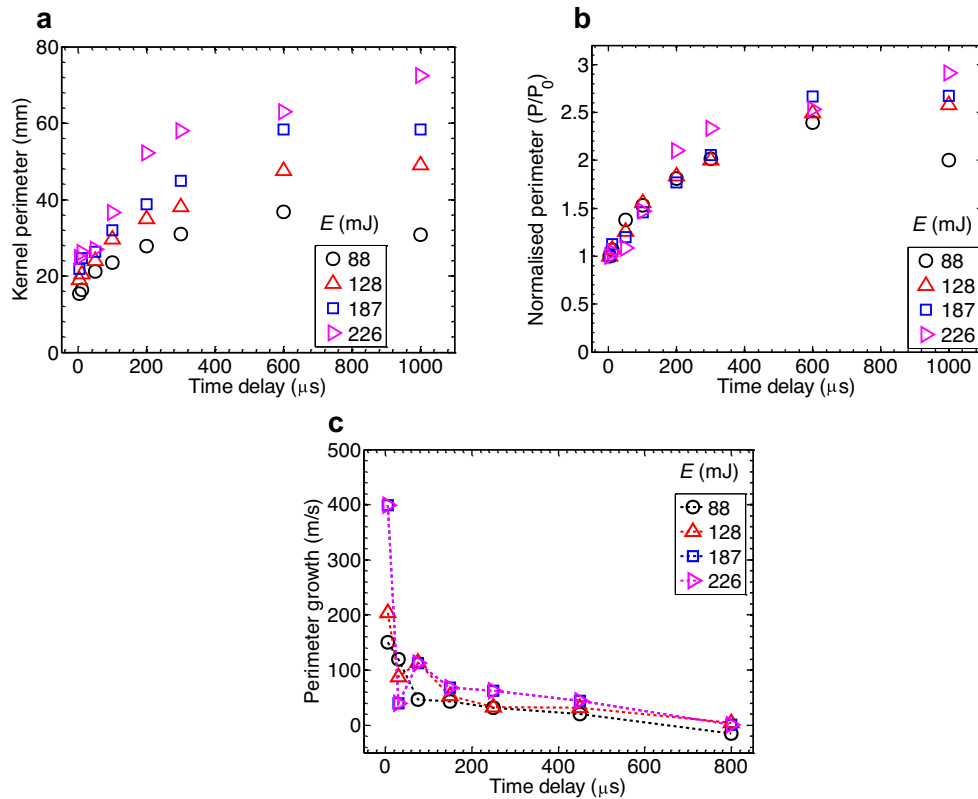 a
80
60
40
20
0
Kernel perimeter (mm)
0 200 400 600 800 1000
Time delay (μs)
E (mJ)
88
128
187
226
b
3
2.5
2
1.5
1
0.5
0
Normalised perimeter (P/P₀)
0 200 400 600 800 1000
Time delay (μs)
E (mJ)
88
128
187
226
c
500
400
300
200
100
0
Perimeter growth (m/s)
0 200 400 600 800
Time delay (μs)
E (mJ)
88
128
187
226